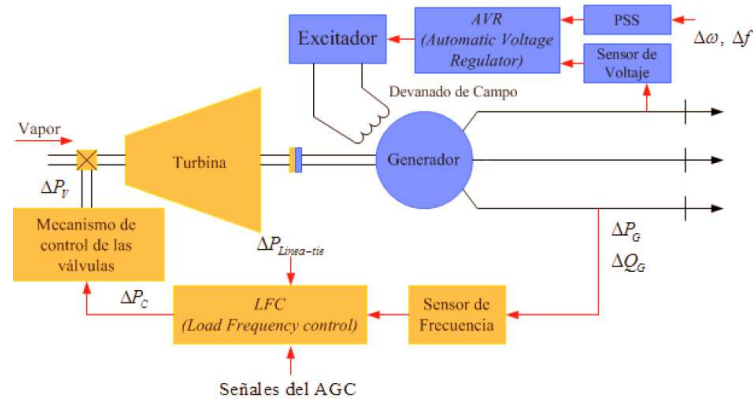 AVR
(Automatic Voltage
Regulator)
PSS
Excitador
Δω, Δf
Sensor de
Voltaje
Devanado de Campo
Vapor
Turbina
Generador
ΔP_V
Mecanismo de
control de las
válvulas
ΔP_Linea-tie
ΔP_G
ΔQ_G
ΔP_C
LFC
(Load Frequency control)
Sensor de
Frecuencia
Señales del AGC